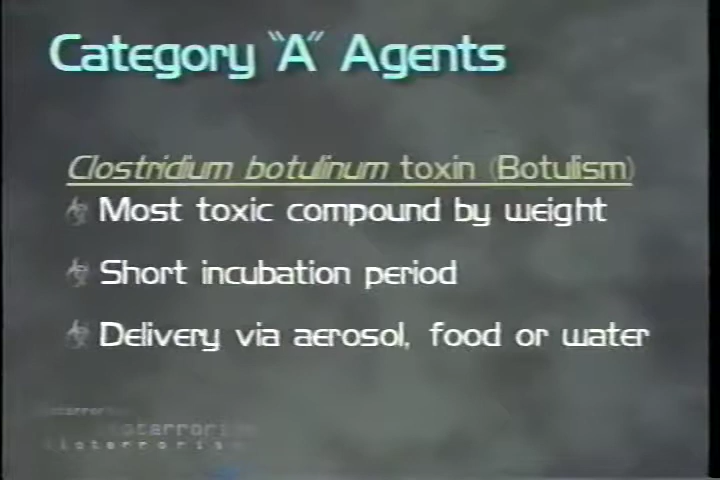 Category "A" Agents
Clostridium botulinum toxin (Botulism)
Most toxic compound by weight
Short incubation period
Delivery via aerosol, food or water